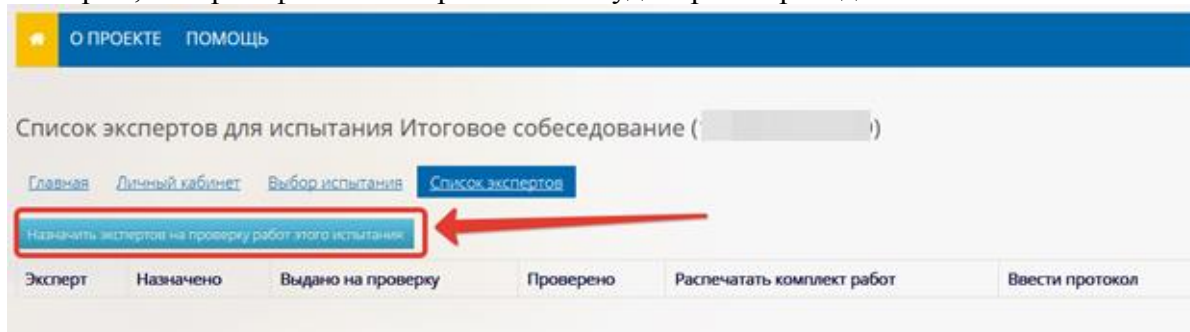 О ПРОЕКТЕ ПОМОЩЬ
Список экспертов для испытания Итоговое собеседование ( )
Главная Личный кабинет Выбор испытания Список экспертов
Назначить экспертов на проверку работ этого испытания
Эксперт Назначено Выдано на проверку Проверено Распечатать комплект работ Ввести протокол